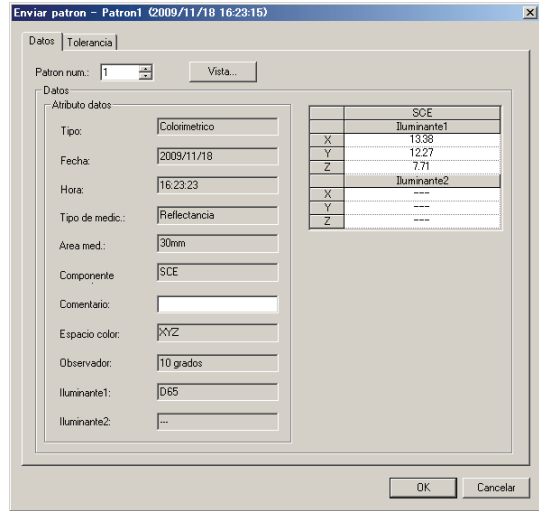 Enviar patron - Patron1 (2009/11/18 16:23:15)
Datos Tolerancia
Patron num.: 1 Vista...
Datos
Atributo datos
Tipo: Colorimetrico
Fecha: 2009/11/18
Hora: 16:23:23
Tipo de medic.: Reflectancia
Area med.: 30mm
Componente SCE
Comentario:
Espacio color: XYZ
Observador: 10 grados
Iluminante1: D65
Iluminante2: ---
SCE
Iluminante1
X 13.38
Y 12.27
Z 7.71
Iluminante2
X ---
Y ---
Z ---
OK Cancelar